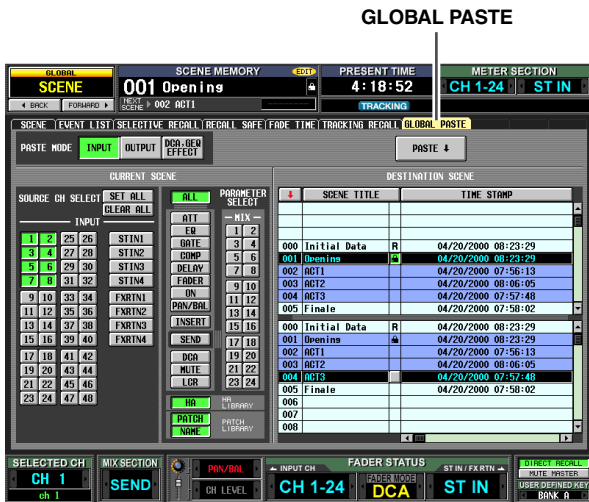 GLOBAL PASTE
GLOBAL SCENE MEMORY EDIT PRESENT TIME METER SECTION
SCENE 001 Opening 4:18:52 CH 1-24 ST IN
BACK FORWARD NEXT SCENE 002 ACT1 TRACKING
SCENE EVENT LIST SELECTIVE RECALL RECALL SAFE FADE TIME TRACKING RECALL GLOBAL PASTE
PASTE MODE INPUT OUTPUT DCA,GEQ EFFECT PASTE
CURRENT SCENE DESTINATION SCENE
SOURCE CH SELECT SET ALL ALL PARAMETER SELECT SCENE TITLE TIME STAMP
CLEAR ALL
INPUT ATT MIX
1 2 25 26 STIN1 EQ 1 2
3 4 27 28 STIN2 GATE 3 4
5 6 29 30 STIN3 COMP 5 6
7 8 31 32 STIN4 DELAY 7 8
9 10 33 34 FXRTN1 FADER 9 10
11 12 35 36 FXRTN2 ON 11 12
13 14 37 38 FXRTN3 PAN/BAL 13 14
15 16 39 40 FXRTN4 INSERT 15 16
17 18 41 42 SEND 17 18
19 20 43 44 DCA 19 20
21 22 45 46 MUTE 21 22
23 24 47 48 LCR 23 24
HA HA LIBRARY
PATCH PATCH LIBRARY
NAME
000 Initial Data R 04/20/2000 08:23:29
001 Opening 04/20/2000 08:23:29
002 ACT1 04/20/2000 07:56:13
003 ACT2 04/20/2000 08:06:05
004 ACT3 04/20/2000 07:57:48
005 Finale 04/20/2000 07:58:02
000 Initial Data R 04/20/2000 08:23:29
001 Opening 04/20/2000 08:23:29
002 ACT1 04/20/2000 07:56:13
003 ACT2 04/20/2000 08:06:05
004 ACT3 04/20/2000 07:57:48
005 Finale 04/20/2000 07:58:02
006
007
008
SELECTED CH MIX SECTION PAN/BAL INPUT CH FADER STATUS ST IN / FX RTN DIRECT RECALL
CH 1 SEND CH LEVEL CH 1-24 FADER MODE DCA ST IN MUTE MASTER
ch 1 USER DEFINED KEY
BANK A